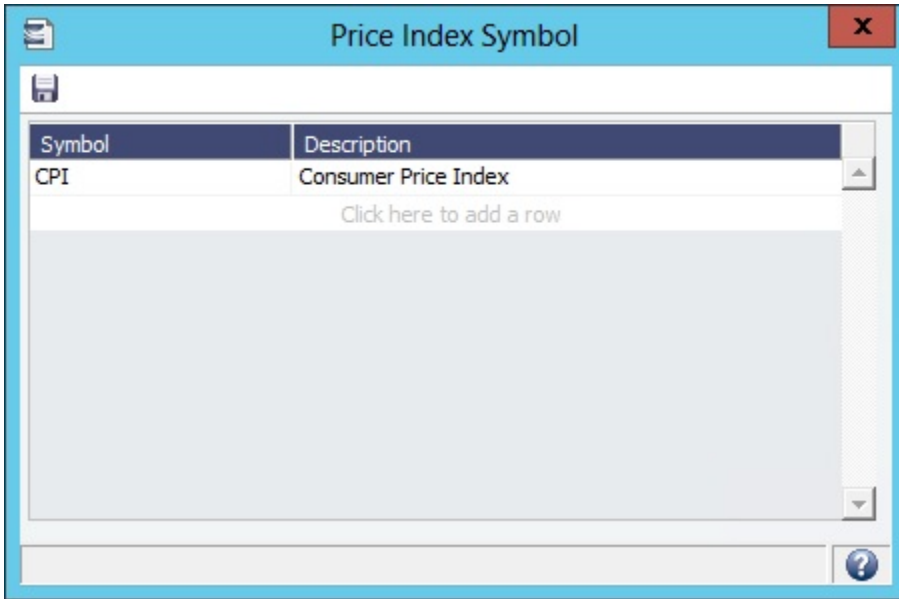 Price Index Symbol
x
Symbol Description
CPI Consumer Price Index
Click here to add a row
?